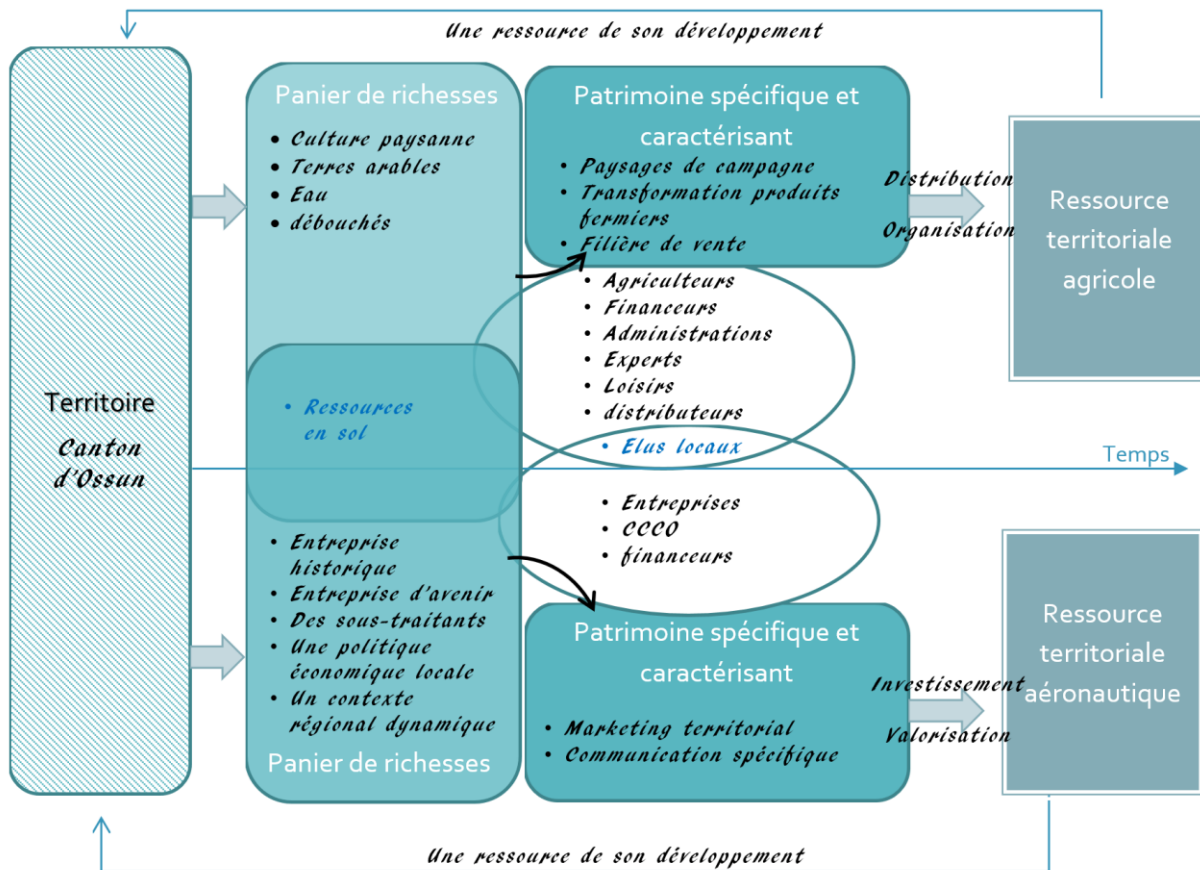 Une ressource de son développement
Territoire
Canton
d'Ossun
Panier de richesses
• Culture paysanne
• Terres arables
• Eau
• débouchés
• Ressources
en sol
• Entreprise
historique
• Entreprise d'avenir
• Des sous-traitants
• Une politique
économique locale
• Un contexte
régional dynamique
Panier de richesses
Patrimoine spécifique et
caractérisant
• Paysages de campagne
• Transformation produits
fermiers
• Filière de vente
• Agriculteurs
• Financeurs
• Administrations
• Experts
• Loisirs
• distributeurs
• Elus locaux
• Entreprises
• CCCO
• financeurs
Patrimoine spécifique et
caractérisant
• Marketing territorial
• Communication spécifique
Distribution
Organisation
Ressource
territoriale
agricole
Temps
Investissement
Valorisation
Ressource
territoriale
aéronautique
Une ressource de son développement